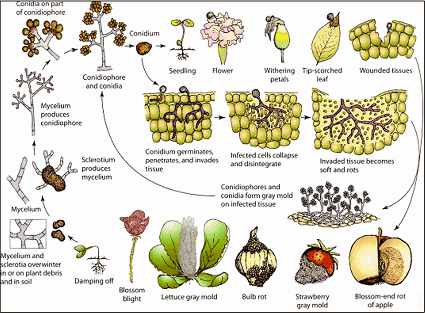 Conidia on part
of conidiophore
Conidium
Conidiophore
and conidia
Seedling
Flower
Withering
petals
Tip-scorched
leaf
Wounded tissues
Mycelium
produces
conidiophore
Conidium germinates,
penetrates, and invades
tissue
Infected cells collapse
and disintegrate
Invaded tissue becomes
soft and rots
Sclerotium
produces
mycelium
Conidiophores and
conidia form gray mold
on infected tissue
Mycelium
Mycelium and
sclerotia overwinter
in or on plant debris
and in soil
Damping off
Blossom
blight
Lettuce gray mold
Bulb rot
Strawberry
gray mold
Blossom-end rot
of apple